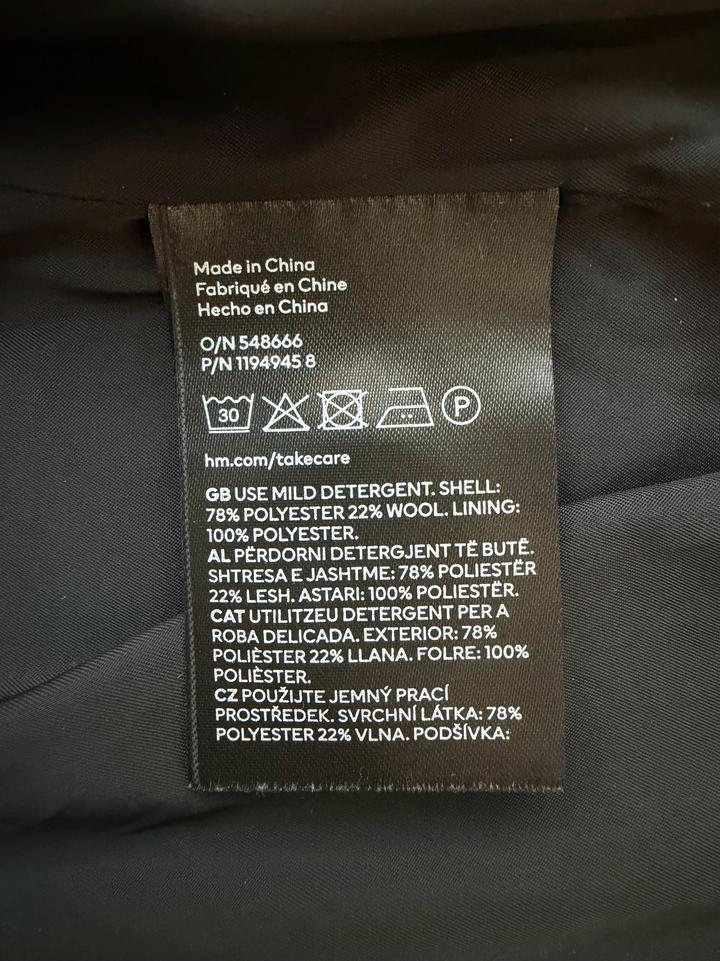 Made in China
Fabriqué en Chine
Hecho en China
O/N 548666
P/N 1194945 8
30
P
hm.com/takecare
GB USE MILD DETERGENT. SHELL:
78% POLYESTER 22% WOOL. LINING:
100% POLYESTER.
AL PËRDORNI DETERGJENT TË BUTË.
SHTRESA E JASHTME: 78% POLIESTËR
22% LESH. ASTARI: 100% POLIESTËR.
CAT UTILITZEU DETERGENT PER A
ROBA DELICADA. EXTERIOR: 78%
POLIÈSTER 22% LLANA. FOLRE: 100%
POLIÈSTER.
CZ POUŽIJTE JEMNÝ PRACÍ
PROSTŘEDEK. SVRCHNÍ LÁTKA: 78%
POLYESTER 22% VLNA. PODŠÍVKA: